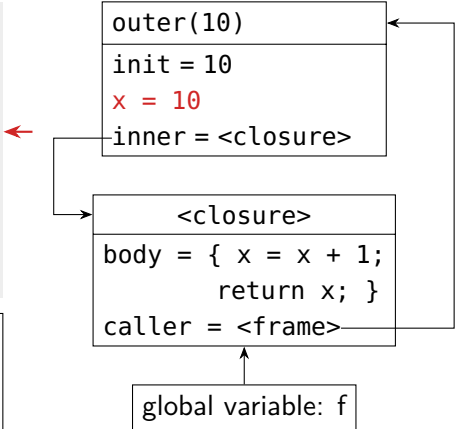 outer(10)
init = 10
x = 10
inner = <closure>
<closure>
body = { x = x + 1;
return x; }
caller = <frame>
global variable: f